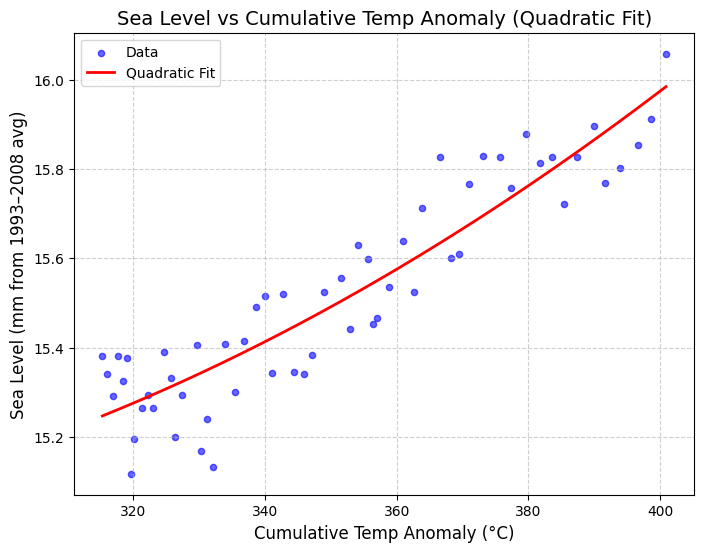 Sea Level vs Cumulative Temp Anomaly (Quadratic Fit)
Data
Quadratic Fit
Sea Level (mm from 1993–2008 avg)
16.0
15.8
15.6
15.4
15.2
320
340
360
380
400
Cumulative Temp Anomaly (°C)